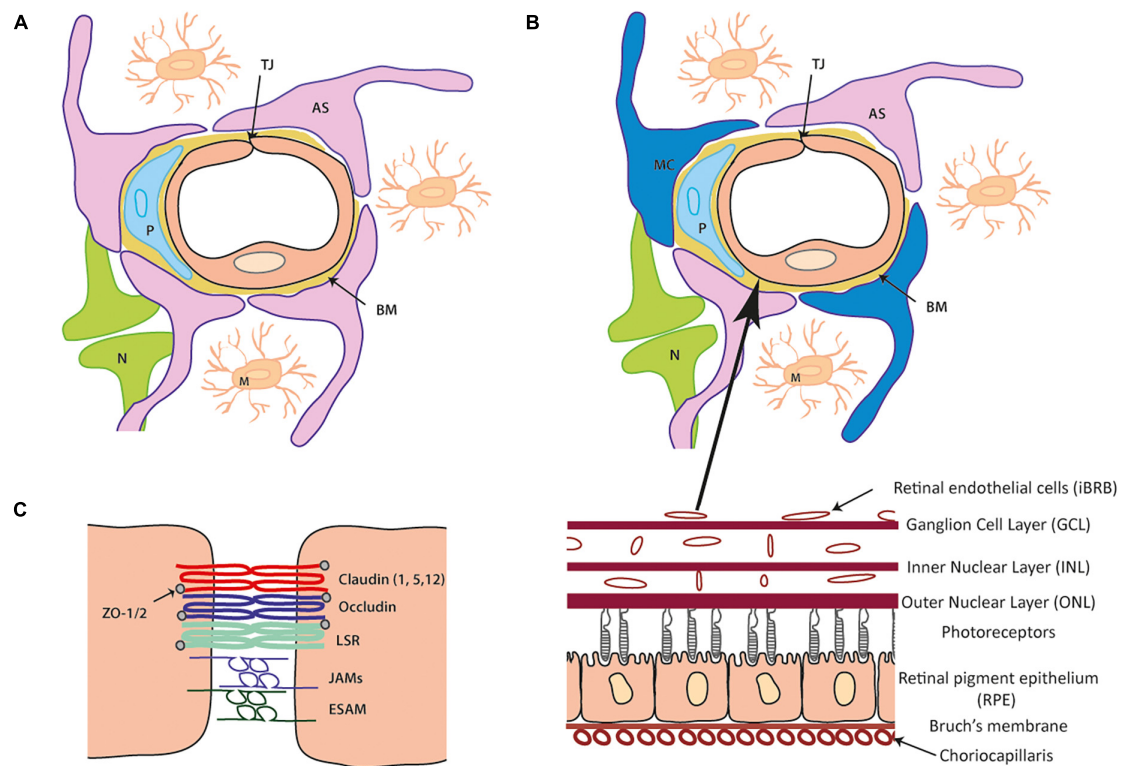 A
TJ
AS
P
BM
N
M
B
TJ
AS
MC
P
BM
N
M
Retinal endothelial cells (iBRB)
Ganglion Cell Layer (GCL)
Inner Nuclear Layer (INL)
Outer Nuclear Layer (ONL)
Photoreceptors
Retinal pigment epithelium
(RPE)
Bruch's membrane
Choriocapillaris
C
Claudin (1, 5,12)
ZO-1/2
Occludin
LSR
JAMs
ESAM